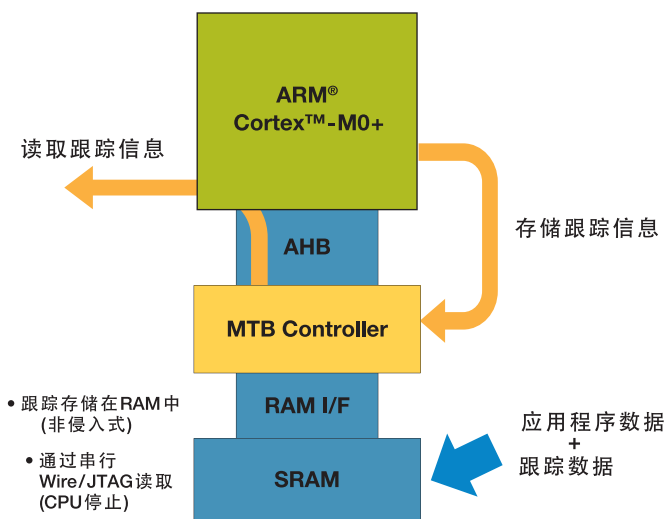 ARM®
Cortex™-M0+
读取跟踪信息
存储跟踪信息
AHB
MTB Controller
RAM I/F
SRAM
• 跟踪存储在RAM中
(非侵入式)
• 通过串行
Wire/JTAG读取
(CPU停止)
应用程序数据
+
跟踪数据